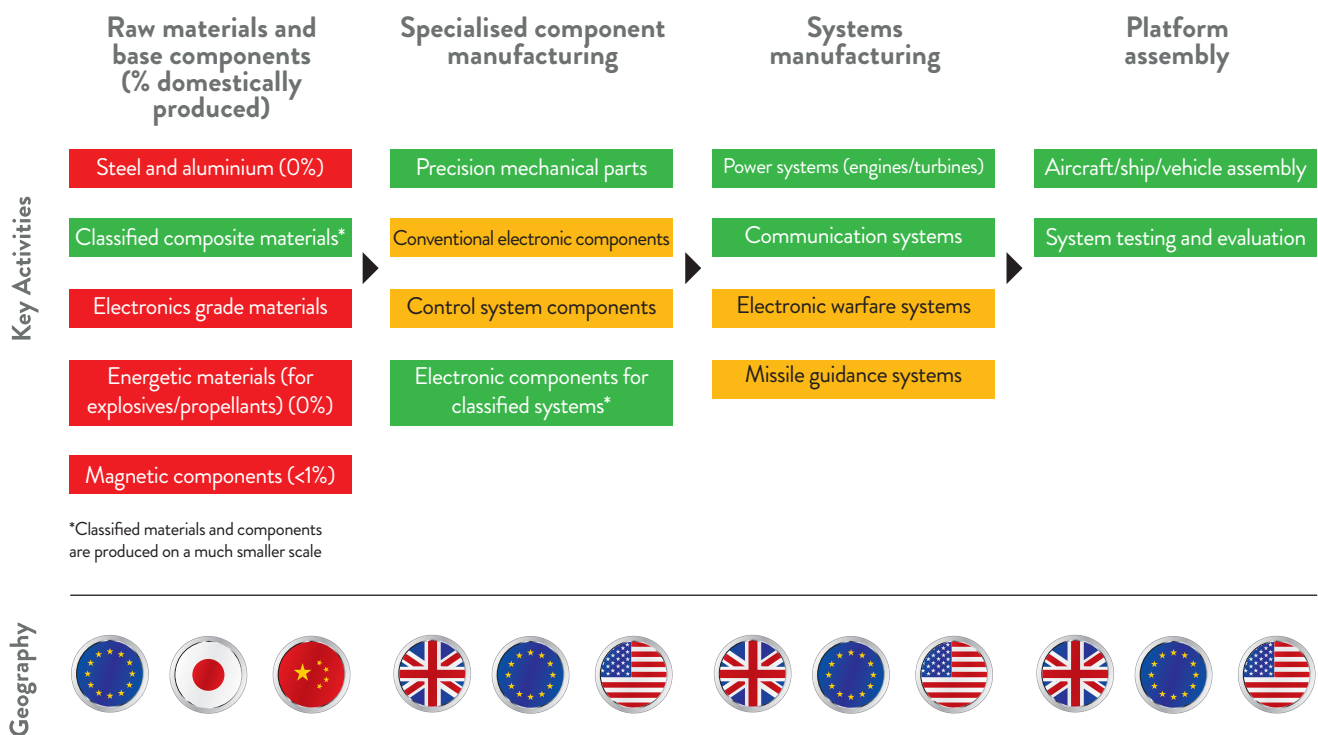 Raw materials and
base components
(% domestically
produced)
Specialised component
manufacturing
Systems
manufacturing
Platform
assembly
Key Activities
Steel and aluminium (0%)
Classified composite materials*
Electronics grade materials
Energetic materials (for
explosives/propellants) (0%)
Magnetic components (<1%)
*Classified materials and components
are produced on a much smaller scale
Precision mechanical parts
Conventional electronic components
Control system components
Electronic components for
classified systems*
Power systems (engines/turbines)
Communication systems
Electronic warfare systems
Missile guidance systems
Aircraft/ship/vehicle assembly
System testing and evaluation
Geography